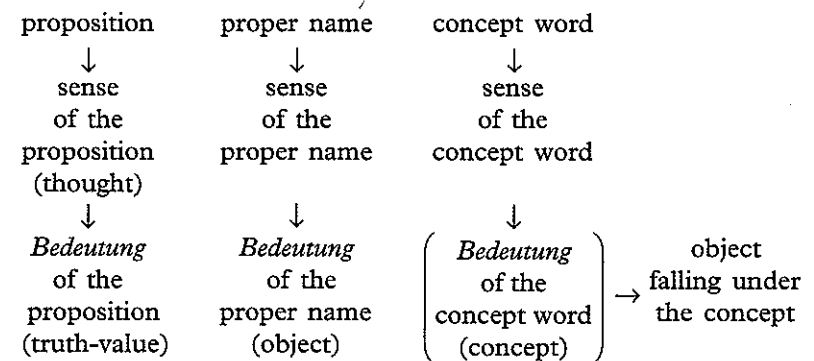 proposition
↓
sense
of the
proposition
(thought)
↓
Bedeutung
of the
proposition
(truth-value)
proper name
↓
sense
of the
proper name
↓
Bedeutung
of the
proper name
(object)
concept word
↓
sense
of the
concept word
↓
Bedeutung
of the
concept word
(concept)
→
object
falling under
the concept